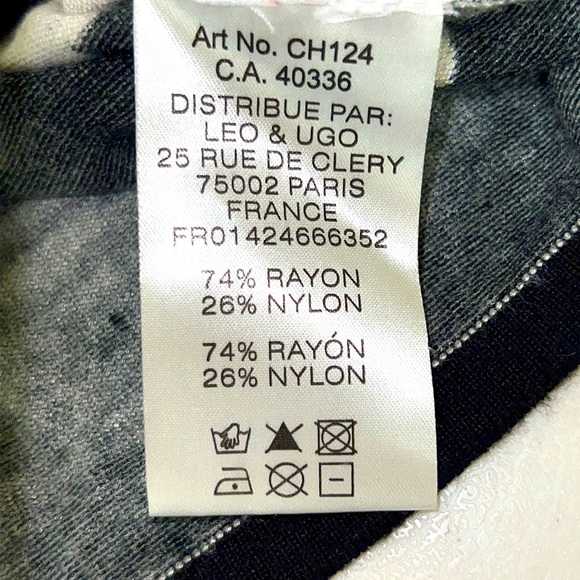 Art No. CH124
C.A. 40336
DISTRIBUE PAR:
LEO & UGO
25 RUE DE CLERY
75002 PARIS
FRANCE
FR01424666352
74% RAYON
26% NYLON
74% RAYÓN
26% NYLON